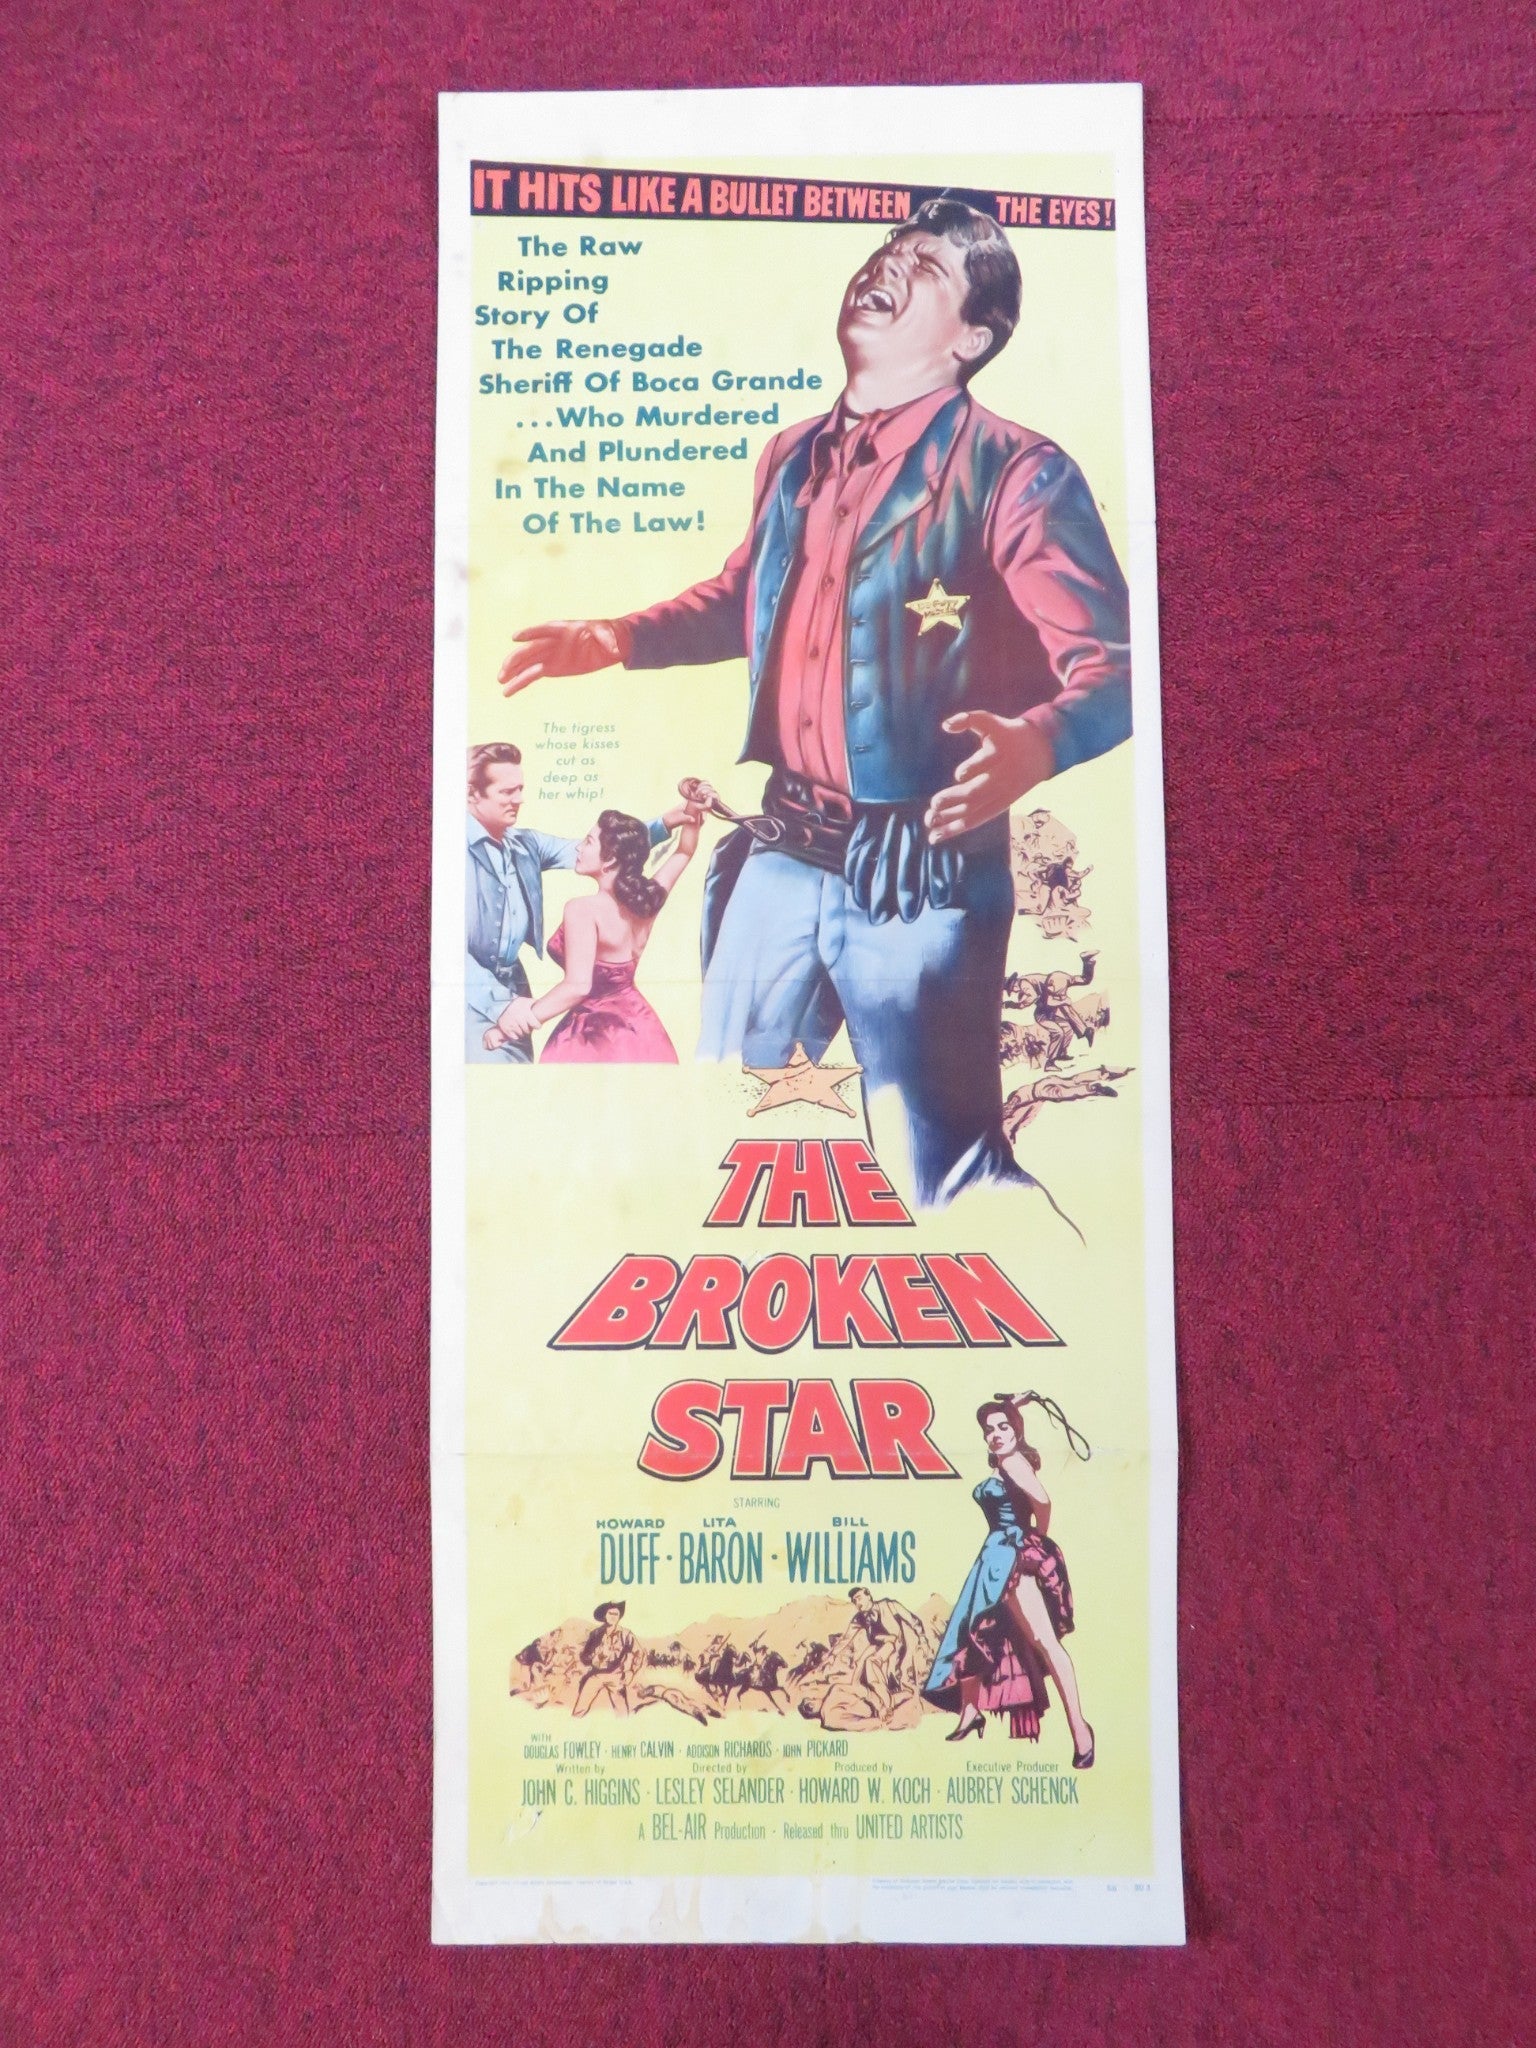 IT HITS LIKE A BULLET BETWEEN THE EYES!
The Raw
Ripping
Story Of
The Renegade
Sheriff Of Boca Grande
...Who Murdered
And Plundered
In The Name
Of The Law!
The tigress
whose kisses
cut as
deep as
her whip!
THE
BROKEN
STAR
STARRING
HOWARD DUFF · LITA BARON · BILL WILLIAMS
WITH
DOUGLAS FOWLEY · HENRY CALVIN · ADDISON RICHARDS · JOHN PICKARD
Written by Directed by Produced by Executive Producer
JOHN C. HIGGINS · LESLEY SELANDER · HOWARD W. KOCH · AUBREY SCHENCK
A BEL-AIR Production · Released thru UNITED ARTISTS